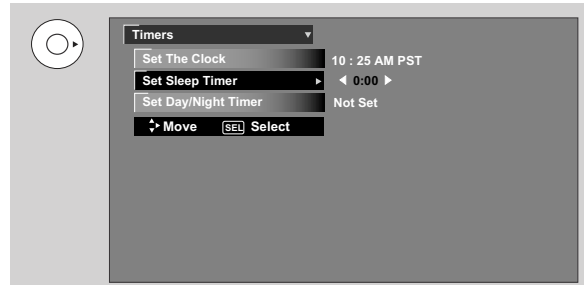 Timers
Set The Clock 10 : 25 AM PST
Set Sleep Timer 0:00
Set Day/Night Timer Not Set
Move SEL Select